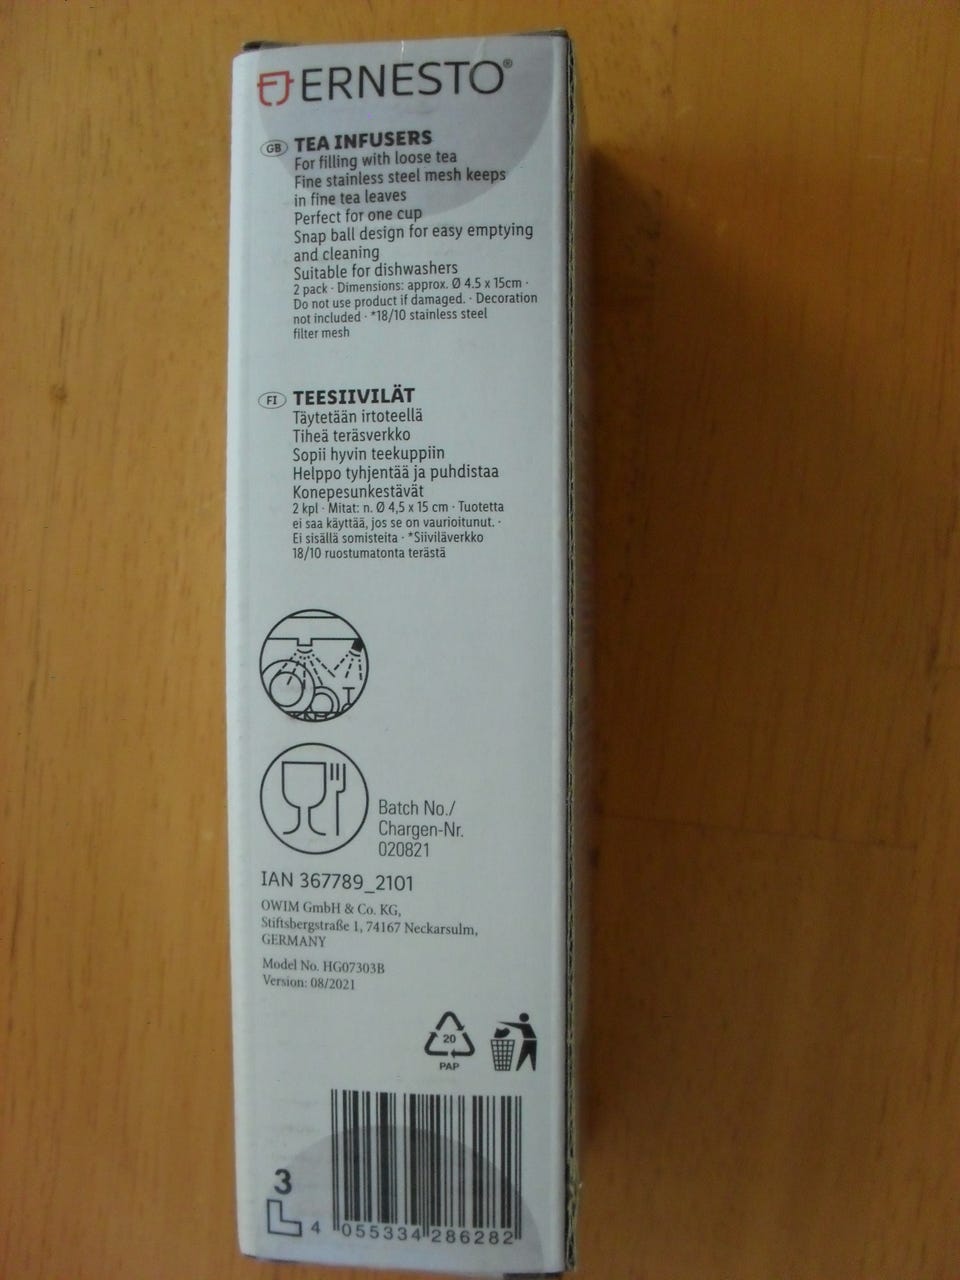 ERNESTO®
GB TEA INFUSERS
For filling with loose tea
Fine stainless steel mesh keeps
in fine tea leaves
Perfect for one cup
Snap ball design for easy emptying
and cleaning
Suitable for dishwashers
2 pack · Dimensions: approx. Ø 4.5 x 15cm ·
Do not use product if damaged. · Decoration
not included · *18/10 stainless steel
filter mesh
FI TEESIIVILÄT
Täytetään irtoteellä
Tiheä teräsverkko
Sopii hyvin teekuppiin
Helppo tyhjentää ja puhdistaa
Konepesunkestävät
2 kpl · Mitat: n. Ø 4,5 x 15 cm · Tuotetta
ei saa käyttää, jos se on vaurioitunut. ·
Ei sisällä somisteita · *Siiviläverkko
18/10 ruostumatonta terästä
Batch No./
Chargen-Nr.
020821
IAN 367789_2101
OWIM GmbH & Co. KG,
Stiftsbergstraße 1, 74167 Neckarsulm,
GERMANY
Model No. HG07303B
Version: 08/2021
20
PAP
3
L
4 055334 286282